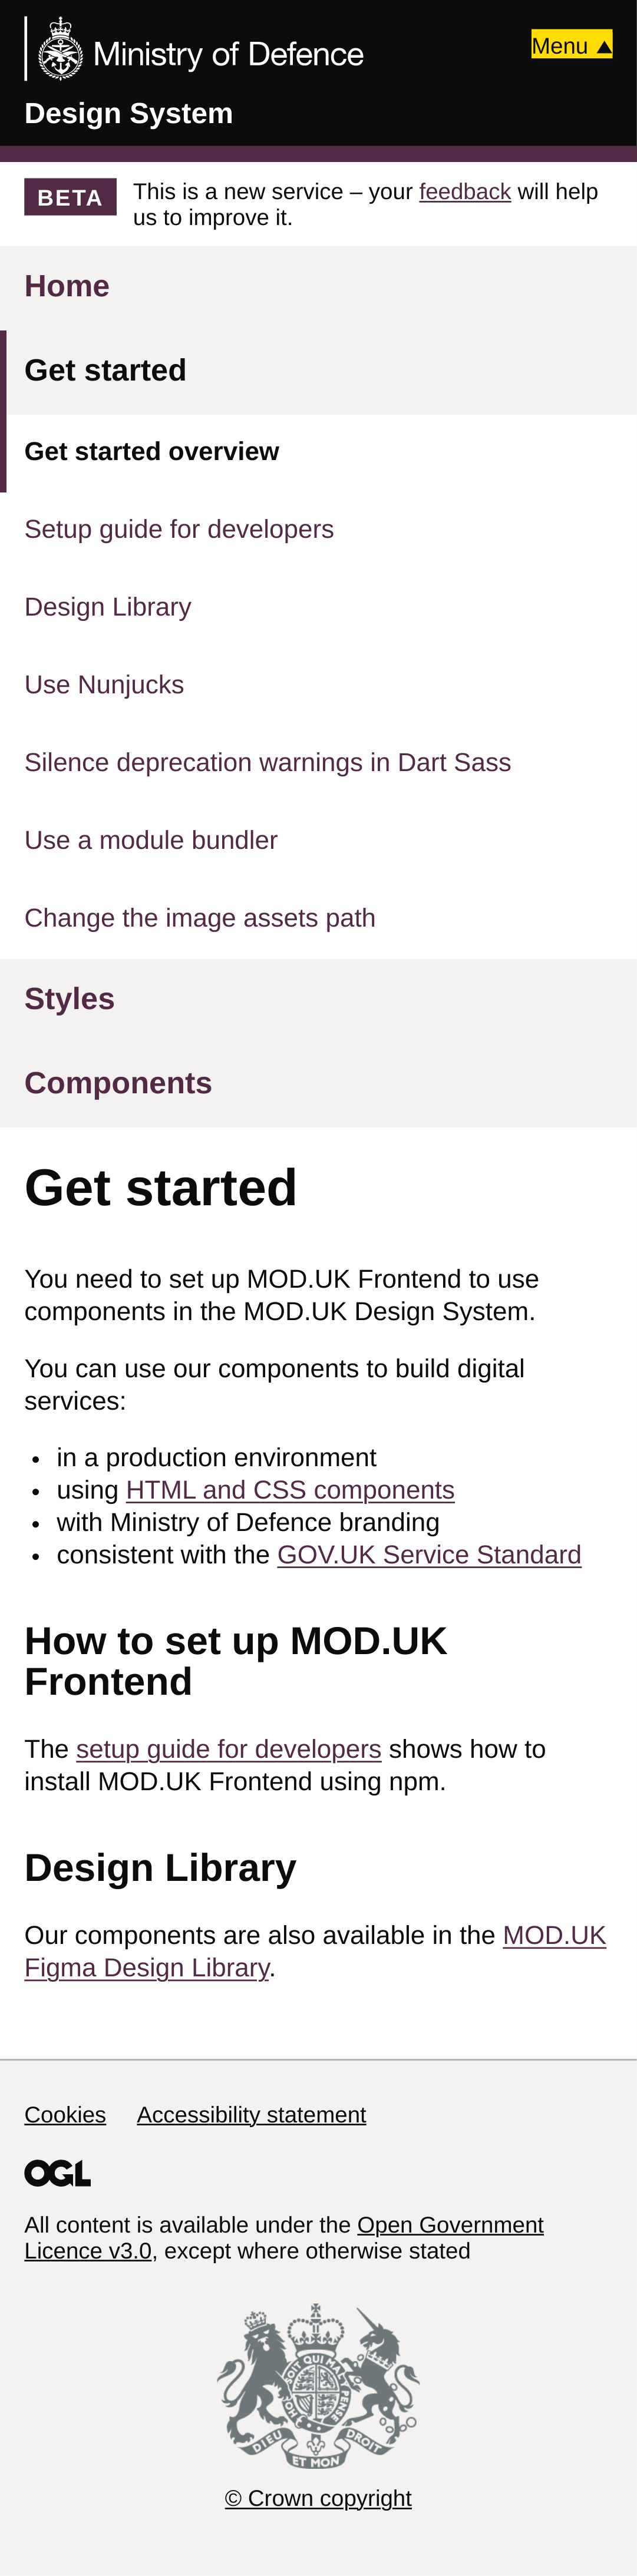 Ministry of Defence
Menu ▲
Design System
BETA
This is a new service – your feedback will help
us to improve it.
Home
Get started
Get started overview
Setup guide for developers
Design Library
Use Nunjucks
Silence deprecation warnings in Dart Sass
Use a module bundler
Change the image assets path
Styles
Components
Get started
You need to set up MOD.UK Frontend to use
components in the MOD.UK Design System.
You can use our components to build digital
services:
• in a production environment
• using HTML and CSS components
• with Ministry of Defence branding
• consistent with the GOV.UK Service Standard
How to set up MOD.UK
Frontend
The setup guide for developers shows how to
install MOD.UK Frontend using npm.
Design Library
Our components are also available in the MOD.UK
Figma Design Library.
Cookies Accessibility statement
OGL
All content is available under the Open Government
Licence v3.0, except where otherwise stated
SOIT QUI MAL
PENSE
DIEU ET MON DROIT
© Crown copyright